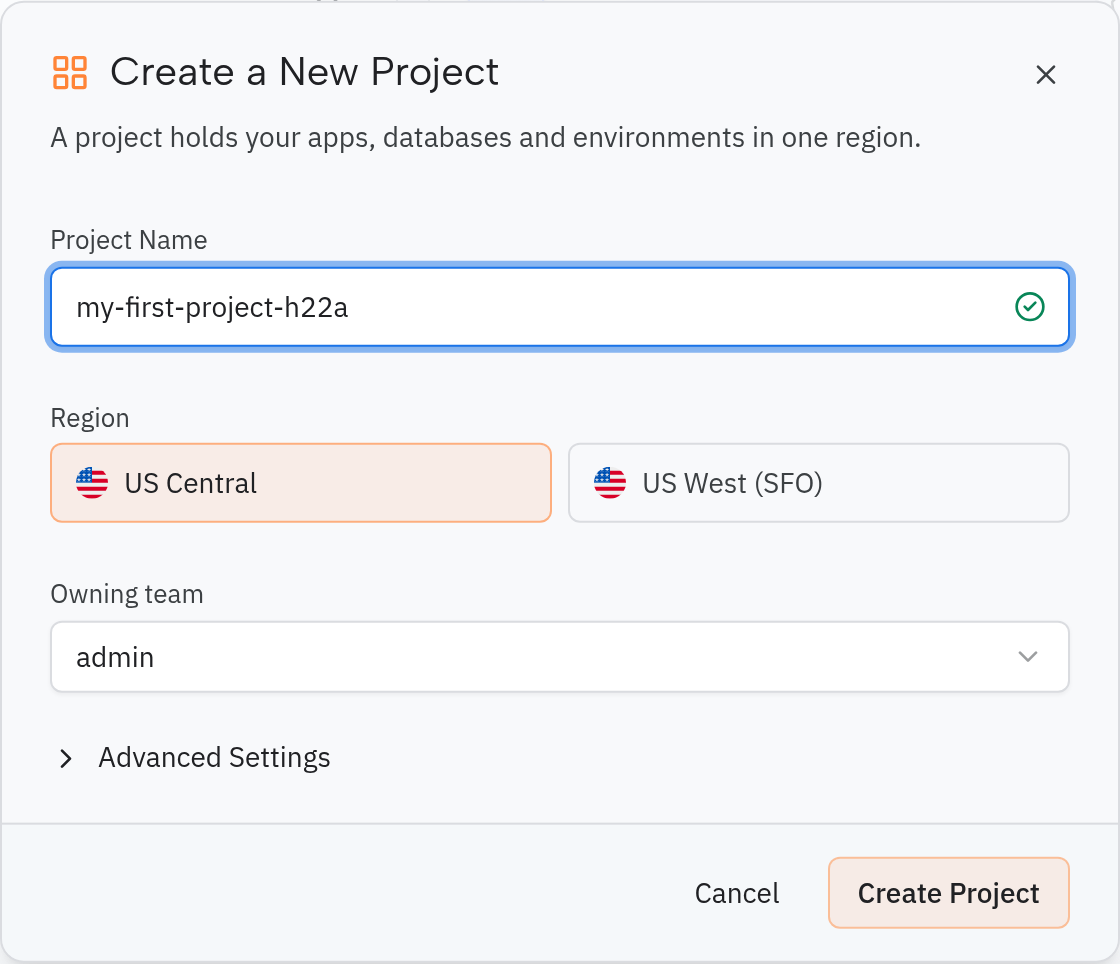 Create a New Project
A project holds your apps, databases and environments in one region.
Project Name
my-first-project-h22a
Region
US Central
US West (SFO)
Owning team
admin
Advanced Settings
Cancel
Create Project